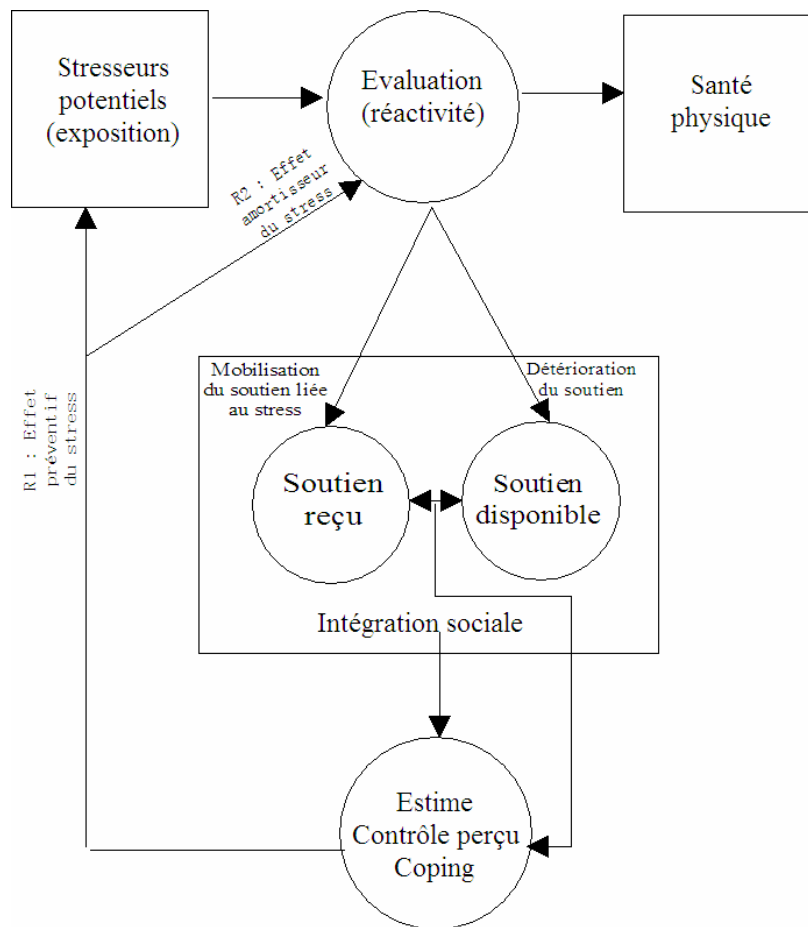 Stresseurs
potentiels
(exposition)
Evaluation
(réactivité)
Santé
physique
R2 : Effet
amortisseur
du stress
R1 : Effet
préventif
du stress
Mobilisation
du soutien liée
au stress
Détérioration
du soutien
Soutien
reçu
Soutien
disponible
Intégration sociale
Estime
Contrôle perçu
Coping